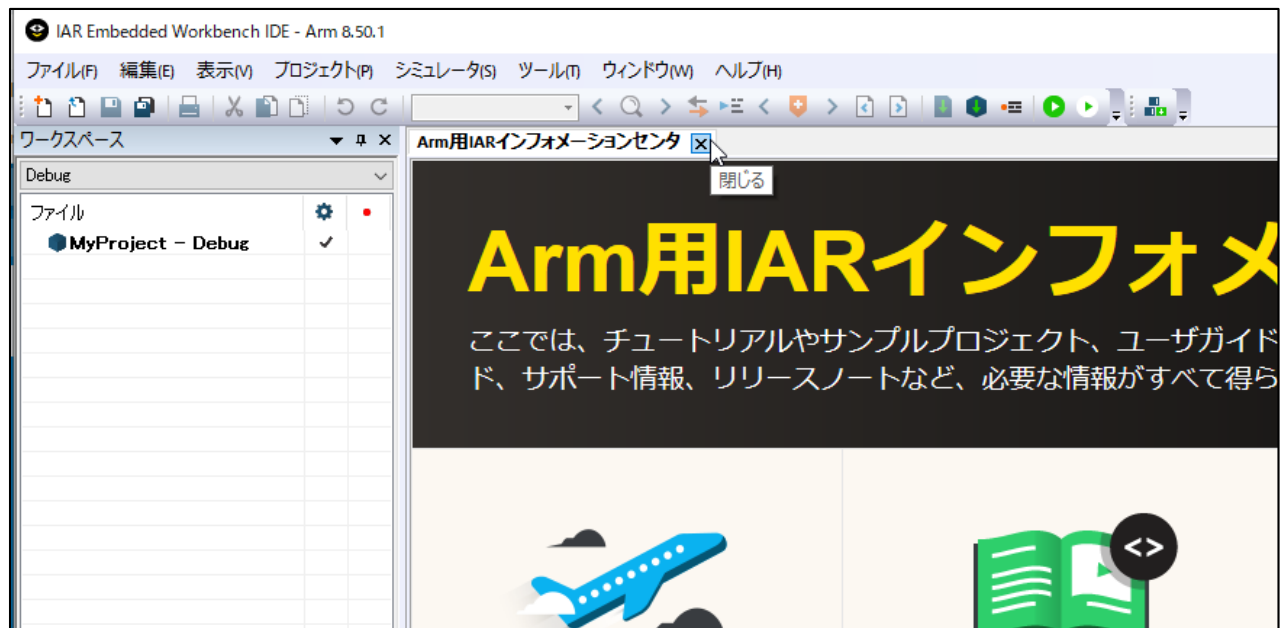 IAR Embedded Workbench IDE - Arm 8.50.1
ファイル(F) 編集(E) 表示(V) プロジェクト(P) シミュレータ(S) ツール(T) ウィンドウ(W) ヘルプ(H)
ワークスペース
Arm用IARインフォメーションセンタ
Debug
閉じる
ファイル
MyProject - Debug
Arm用IARインフォメ
ここでは、チュートリアルやサンプルプロジェクト、ユーザガイド
ド、サポート情報、リリースノートなど、必要な情報がすべて得ら
<>